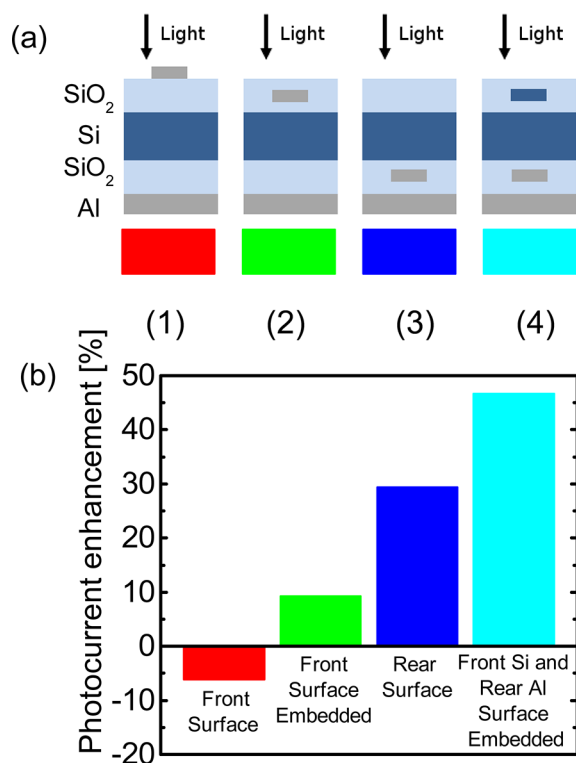 (a)
Light Light Light Light
SiO2
Si
SiO2
Al
(1) (2) (3) (4)
(b)
Photocurrent enhancement [%]
50
40
30
20
10
0
-10
-20
Front
Surface
Front
Surface
Embedded
Rear
Surface
Front Si and
Rear Al
Surface
Embedded